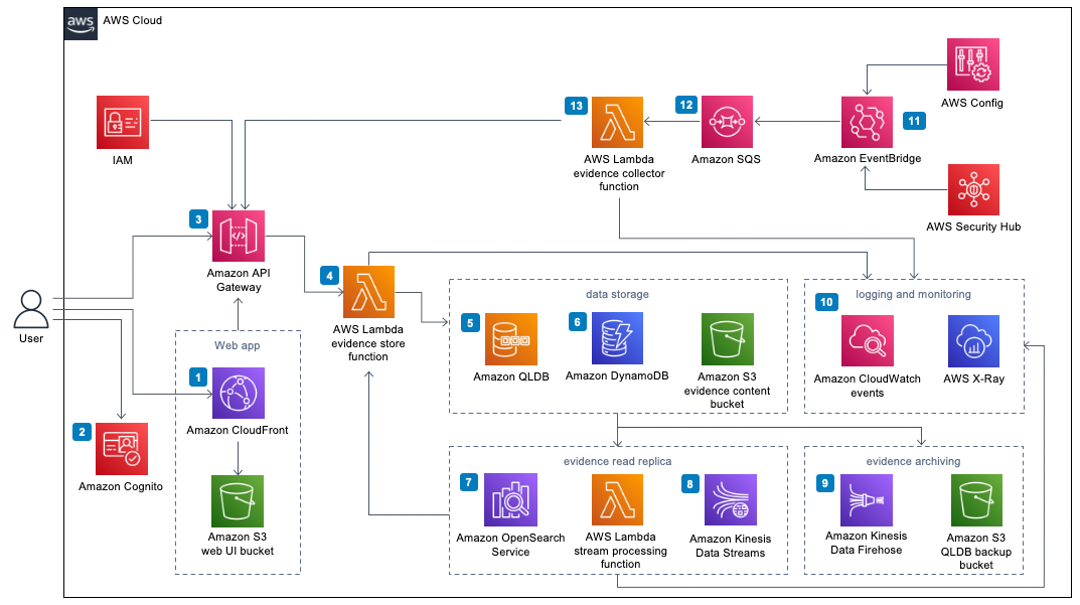 aws
AWS Cloud
AWS Config
13
12
11
AWS Lambda
evidence collector
function
Amazon SQS
Amazon EventBridge
IAM
AWS Security Hub
3
Amazon API
Gateway
4
AWS Lambda
evidence store
function
User
data storage
5
6
Amazon QLDB
Amazon DynamoDB
Amazon S3
evidence content
bucket
logging and monitoring
10
Amazon CloudWatch
events
AWS X-Ray
Web app
1
Amazon CloudFront
2
Amazon Cognito
Amazon S3
web UI bucket
evidence read replica
7
8
Amazon OpenSearch
Service
AWS Lambda
stream processing
function
Amazon Kinesis
Data Streams
evidence archiving
9
Amazon Kinesis
Data Firehose
Amazon S3
QLDB backup
bucket